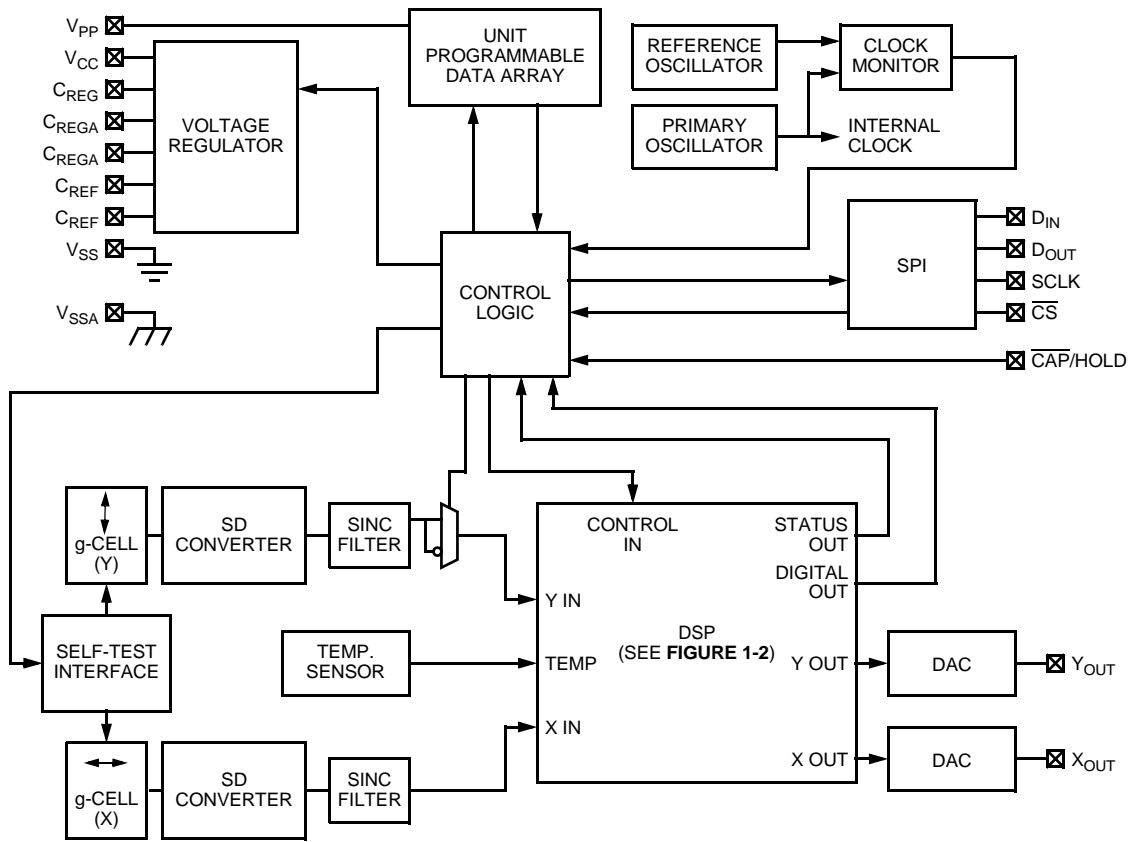 VPP
VCC
CREG
CREGA
CREGA
CREF
CREF
VSS
VSSA
VOLTAGE
REGULATOR
UNIT
PROGRAMMABLE
DATA ARRAY
REFERENCE
OSCILLATOR
CLOCK
MONITOR
PRIMARY
OSCILLATOR
INTERNAL
CLOCK
CONTROL
LOGIC
SPI
DIN
DOUT
SCLK
CS
CAP/HOLD
g-CELL
(Y)
SD
CONVERTER
SINC
FILTER
SELF-TEST
INTERFACE
TEMP.
SENSOR
g-CELL
(X)
SD
CONVERTER
SINC
FILTER
CONTROL
IN
STATUS
OUT
DIGITAL
OUT
Y IN
DSP
(SEE FIGURE 1-2)
TEMP
Y OUT
X IN
X OUT
DAC
YOUT
DAC
XOUT